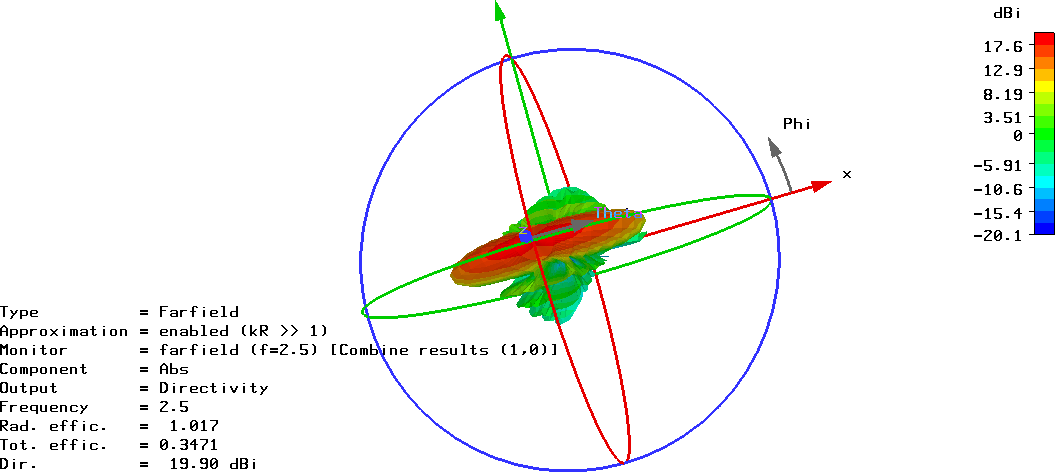 dBi
17.6
12.9
8.19
3.51
0
-5.91
-10.6
-15.4
-20.1
Phi
x
Theta
Type = Farfield
Approximation = enabled (kR >> 1)
Monitor = farfield (f=2.5) [Combine results (1,0)]
Component = Abs
Output = Directivity
Frequency = 2.5
Rad. effic. = 1.017
Tot. effic. = 0.3471
Dir. = 19.90 dBi